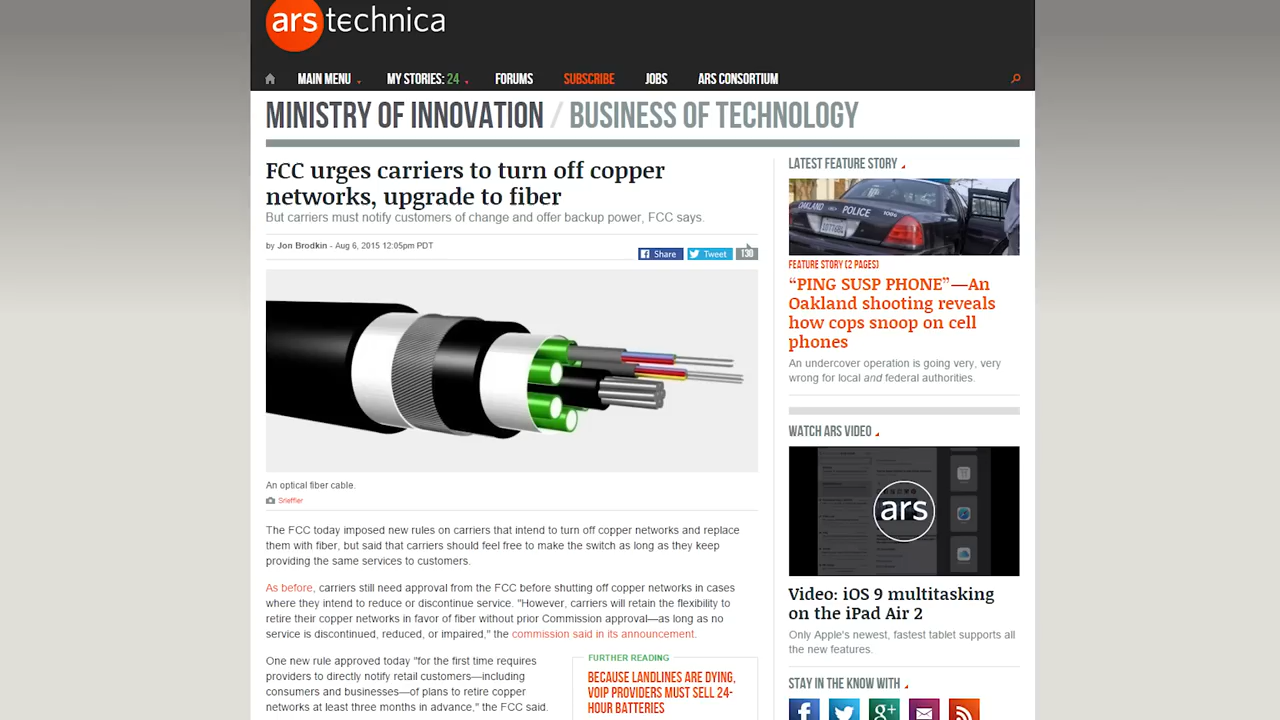 ars technica
MAIN MENU
MY STORIES: 24
FORUMS
SUBSCRIBE
JOBS
ARS CONSORTIUM
MINISTRY OF INNOVATION / BUSINESS OF TECHNOLOGY
FCC urges carriers to turn off copper
networks, upgrade to fiber
But carriers must notify customers of change and offer backup power, FCC says.
by Jon Brodkin - Aug 6, 2015 12:05pm PDT
Share
Tweet
130
An optical fiber cable.
Srleffler
The FCC today imposed new rules on carriers that intend to turn off copper networks and replace
them with fiber, but said that carriers should feel free to make the switch as long as they keep
providing the same services to customers.
As before, carriers still need approval from the FCC before shutting off copper networks in cases
where they intend to reduce or discontinue service. "However, carriers will retain the flexibility to
retire their copper networks in favor of fiber without prior Commission approval—as long as no
service is discontinued, reduced, or impaired," the commission said in its announcement.
One new rule approved today "for the first time requires
providers to directly notify retail customers—including
consumers and businesses—of plans to retire copper
networks at least three months in advance," the FCC said.
FURTHER READING
BECAUSE LANDLINES ARE DYING,
VOIP PROVIDERS MUST SELL 24-
HOUR BATTERIES
LATEST FEATURE STORY
OAKLAND POLICE
FEATURE STORY (2 PAGES)
“PING SUSP PHONE”—An
Oakland shooting reveals
how cops snoop on cell
phones
An undercover operation is going very, very
wrong for local and federal authorities.
WATCH ARS VIDEO
ars
Video: iOS 9 multitasking
on the iPad Air 2
Only Apple's newest, fastest tablet supports all
the new features.
STAY IN THE KNOW WITH